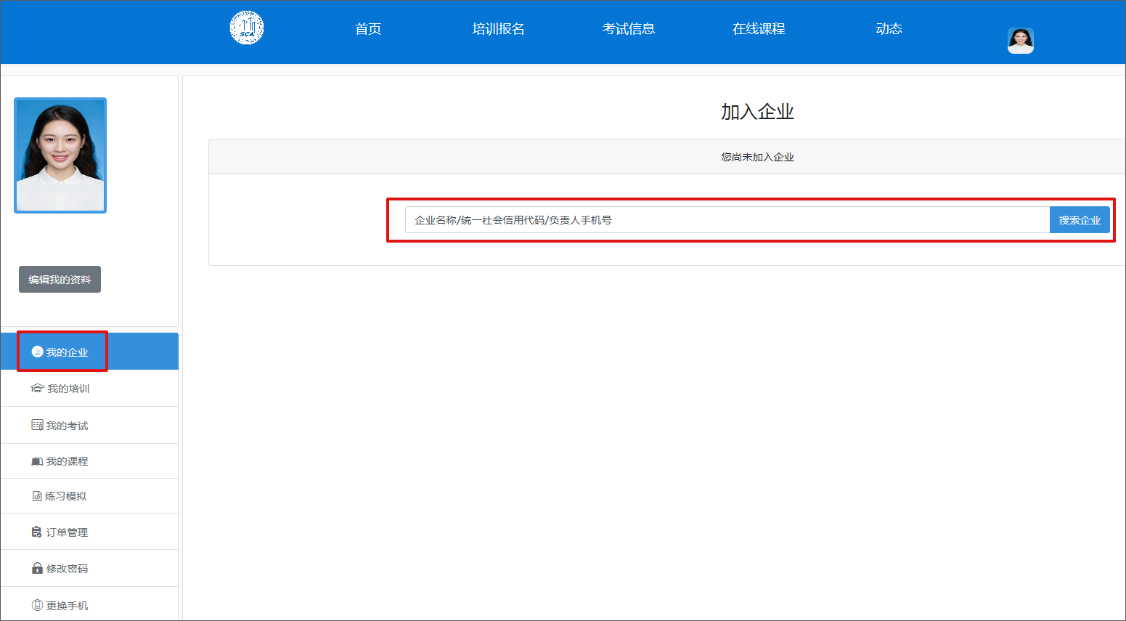 首页
培训报名
考试信息
在线课程
动态
SCA
加入企业
您尚未加入企业
企业名称/统一社会信用代码/负责人手机号
搜索企业
编辑我的资料
我的企业
我的培训
我的考试
我的课程
练习模拟
订单管理
修改密码
更换手机